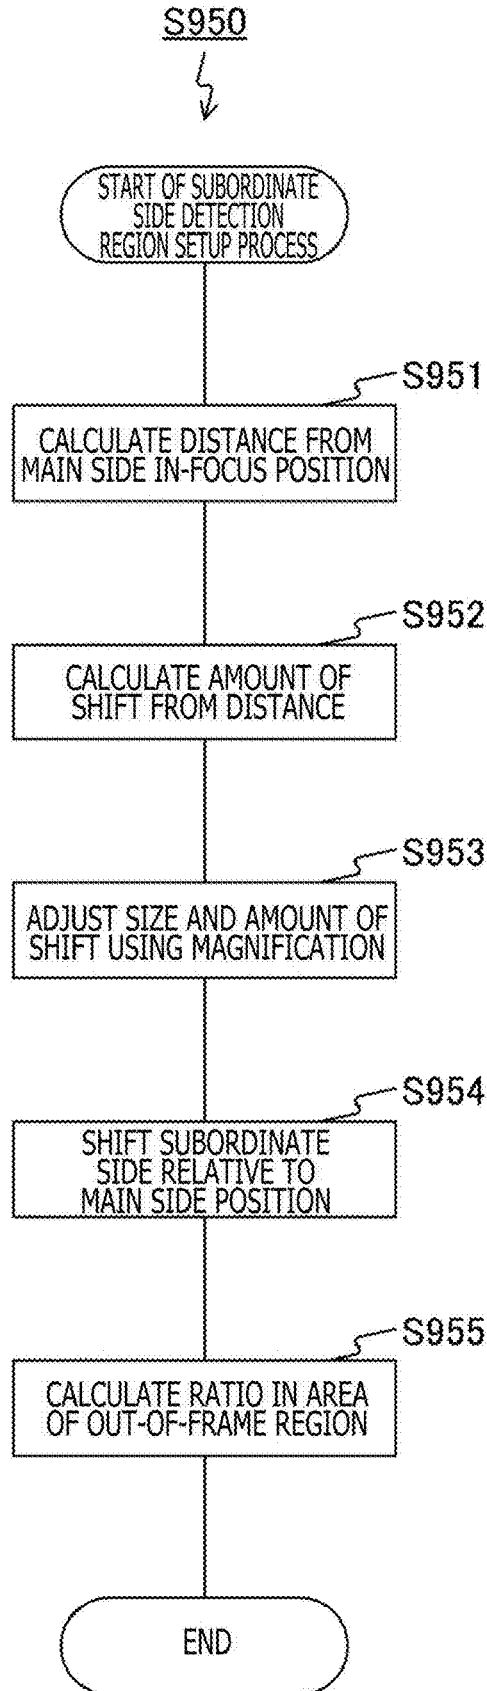 S950
START OF SUBORDINATE
SIDE DETECTION
REGION SETUP PROCESS
S951
CALCULATE DISTANCE FROM
MAIN SIDE IN-FOCUS POSITION
S952
CALCULATE AMOUNT OF
SHIFT FROM DISTANCE
S953
ADJUST SIZE AND AMOUNT OF
SHIFT USING MAGNIFICATION
S954
SHIFT SUBORDINATE
SIDE RELATIVE TO
MAIN SIDE POSITION
S955
CALCULATE RATIO IN AREA
OF OUT-OF-FRAME REGION
END